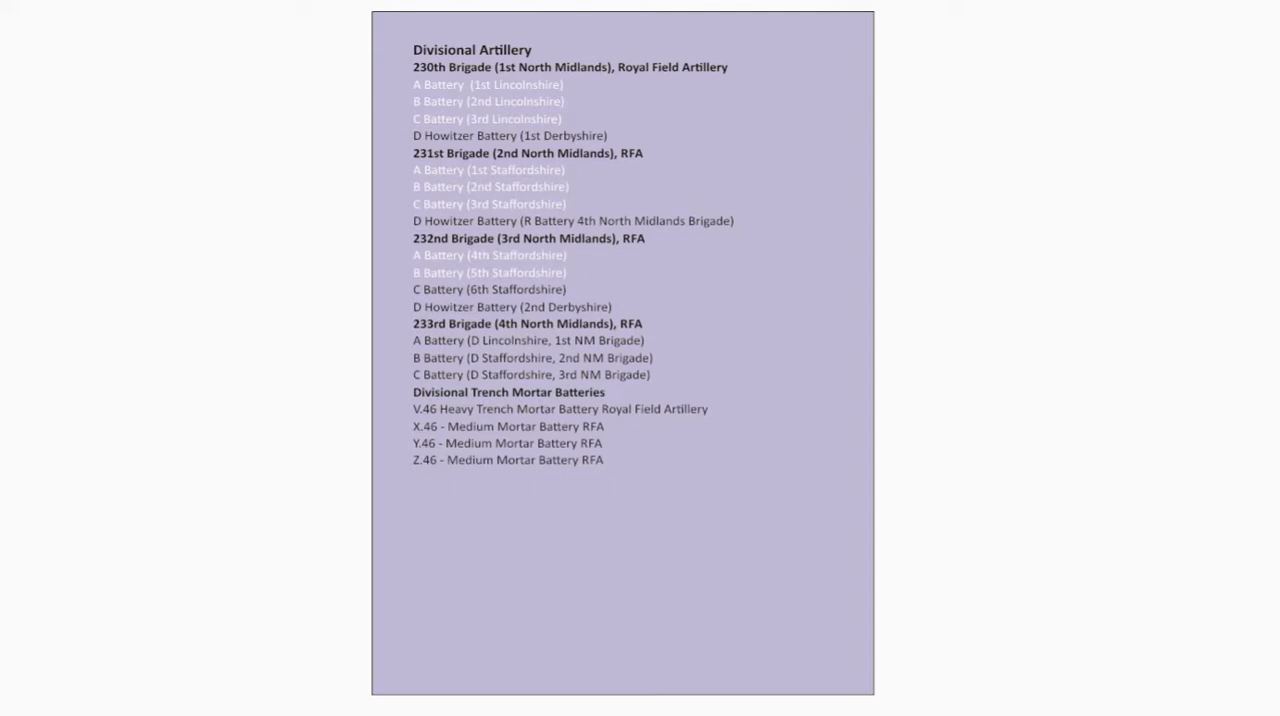 Divisional Artillery
230th Brigade (1st North Midlands), Royal Field Artillery
A Battery  (1st Lincolnshire)
B Battery (2nd Lincolnshire)
C Battery (3rd Lincolnshire)
D Howitzer Battery (1st Derbyshire)
231st Brigade (2nd North Midlands), RFA
A Battery (1st Staffordshire)
B Battery (2nd Staffordshire)
C Battery (3rd Staffordshire)
D Howitzer Battery (R Battery 4th North Midlands Brigade)
232nd Brigade (3rd North Midlands), RFA
A Battery (4th Staffordshire)
B Battery (5th Staffordshire)
C Battery (6th Staffordshire)
D Howitzer Battery (2nd Derbyshire)
233rd Brigade (4th North Midlands), RFA
A Battery (D Lincolnshire, 1st NM Brigade)
B Battery (D Staffordshire, 2nd NM Brigade)
C Battery (D Staffordshire, 3rd NM Brigade)
Divisional Trench Mortar Batteries
V.46 Heavy Trench Mortar Battery Royal Field Artillery
X.46 - Medium Mortar Battery RFA
Y.46 - Medium Mortar Battery RFA
Z.46 - Medium Mortar Battery RFA